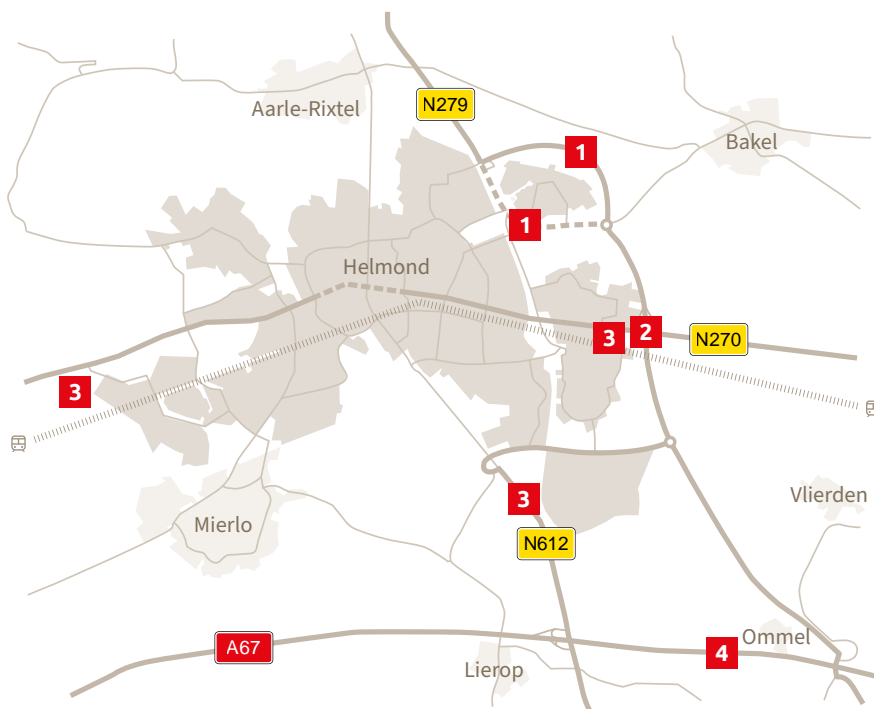 Aarle-Rixtel
N279
Bakel
1
1
Helmond
3
2
N270
3
Vlierden
3
Mierlo
N612
Ommel
A67
4
Lierop